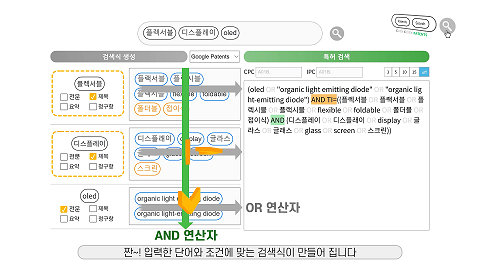 플렉서블 디스플레이 oled
검색식 생성 Google Patents 특허 검색
CPC IPC 3 5 10 15 all
플렉서블
전문 제목
요약 청구항
플렉서블 플렉시블
flexible foldable
폴더블 접이식
디스플레이
전문 제목
요약 청구항
디스플레이 글라스
스크린
oled
전문 제목
요약 청구항
organic light emitting diode
organic light-emitting diode
(oled OR "organic light emitting diode" OR "organic lig
ht-emitting diode") AND TI=((플렉서블 OR 플렉서블 OR 플
렉시블 OR 플렉시블 OR flexible OR foldable OR 폴더블 OR
접이식) AND (디스플레이 OR 디스플레이 OR display OR 글
라스 OR 글래스 OR glass OR screen OR 스크린))
OR 연산자
AND 연산자
짠~! 입력한 단어와 조건에 맞는 검색식이 만들어 집니다